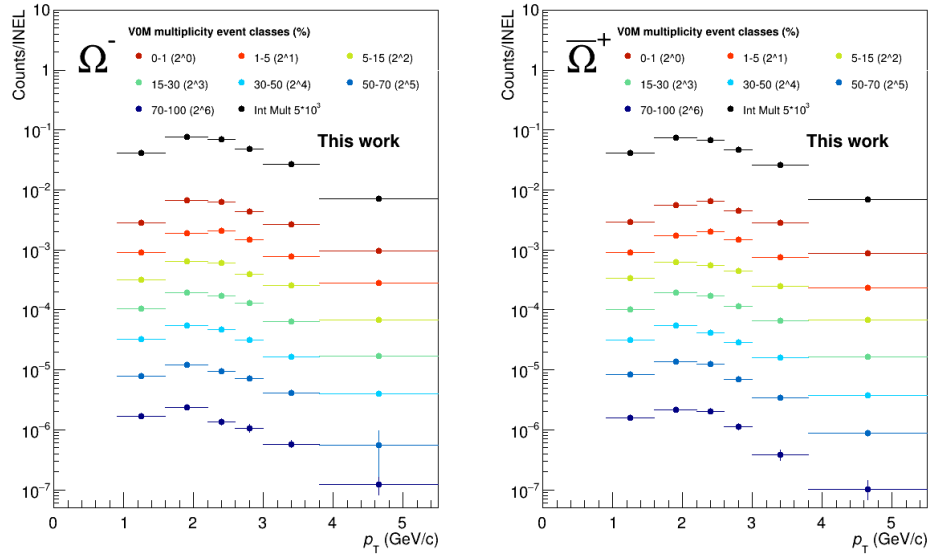 Counts/INEL
10
1
10⁻¹
10⁻²
10⁻³
10⁻⁴
10⁻⁵
10⁻⁶
10⁻⁷
Ω⁻
V0M multiplicity event classes (%)
0-1 (2^0) 1-5 (2^1) 5-15 (2^2)
15-30 (2^3) 30-50 (2^4) 50-70 (2^5)
70-100 (2^6) Int Mult 5*10³
This work
0 1 2 3 4 5
p_T (GeV/c)
Counts/INEL
10
1
10⁻¹
10⁻²
10⁻³
10⁻⁴
10⁻⁵
10⁻⁶
10⁻⁷
Ω̅⁺
V0M multiplicity event classes (%)
0-1 (2^0) 1-5 (2^1) 5-15 (2^2)
15-30 (2^3) 30-50 (2^4) 50-70 (2^5)
70-100 (2^6) Int Mult 5*10³
This work
0 1 2 3 4 5
p_T (GeV/c)